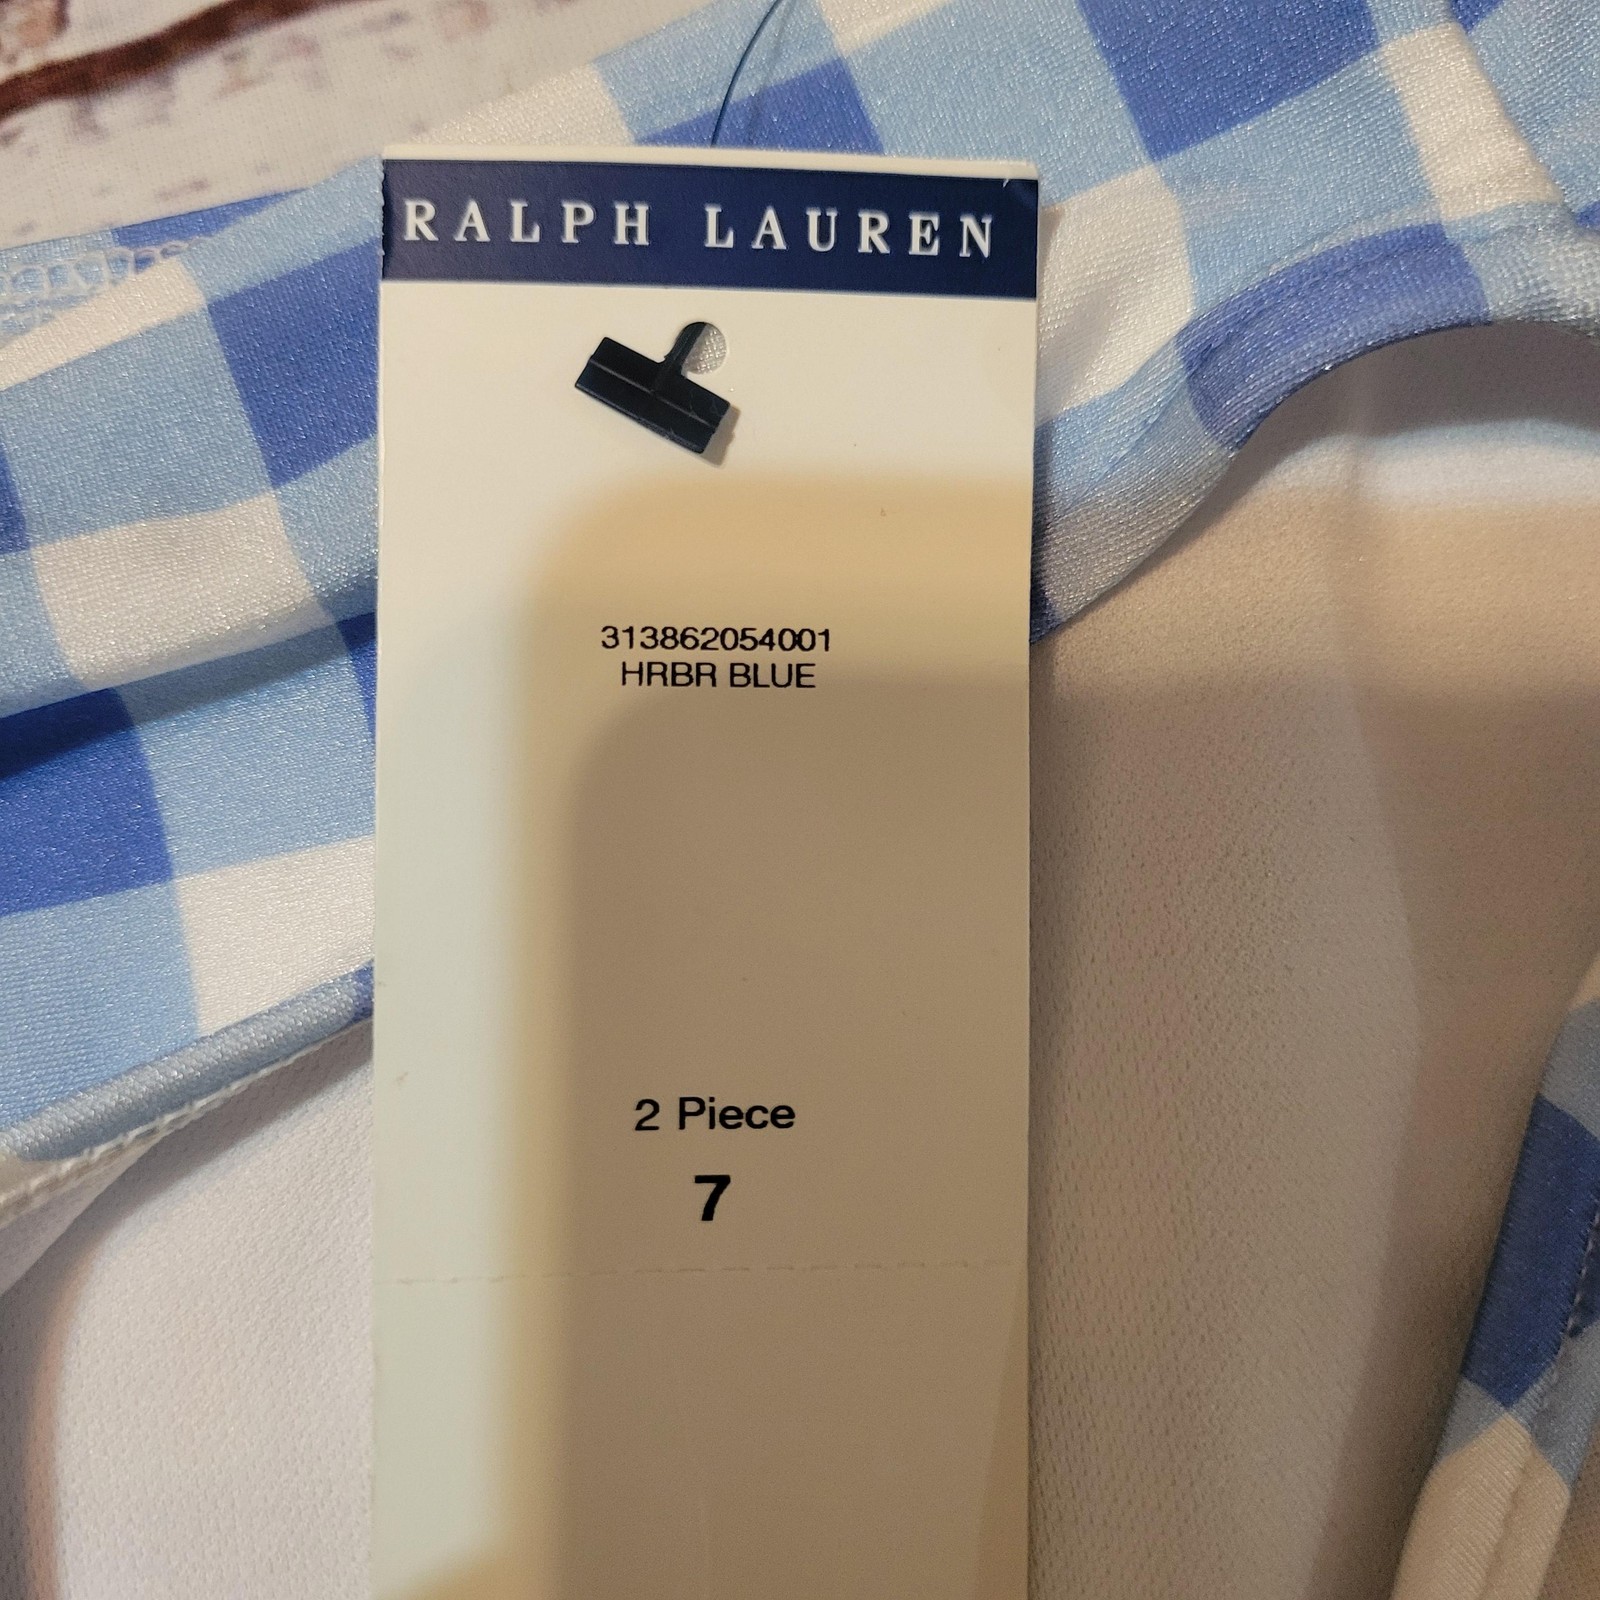 RALPH LAUREN
313862054001
HRBR BLUE
2 Piece
7